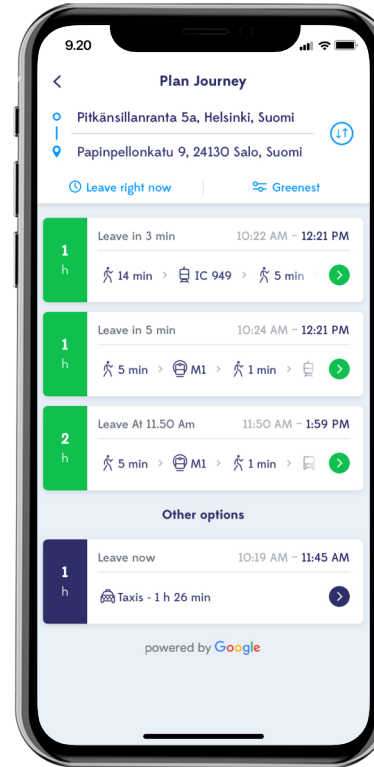 9.20
Plan Journey
Pitkänsillanranta 5a, Helsinki, Suomi
Papinpellonkatu 9, 24130 Salo, Suomi
Leave right now Greenest
1 h
Leave in 3 min 10:22 AM – 12:21 PM
14 min > IC 949 > 5 min
1 h
Leave in 5 min 10:24 AM – 12:21 PM
5 min > M1 > 1 min >
2 h
Leave At 11.50 Am 11:50 AM – 1:59 PM
5 min > M1 > 1 min >
Other options
1 h
Leave now 10:19 AM – 11:45 AM
Taxis - 1 h 26 min
powered by Google